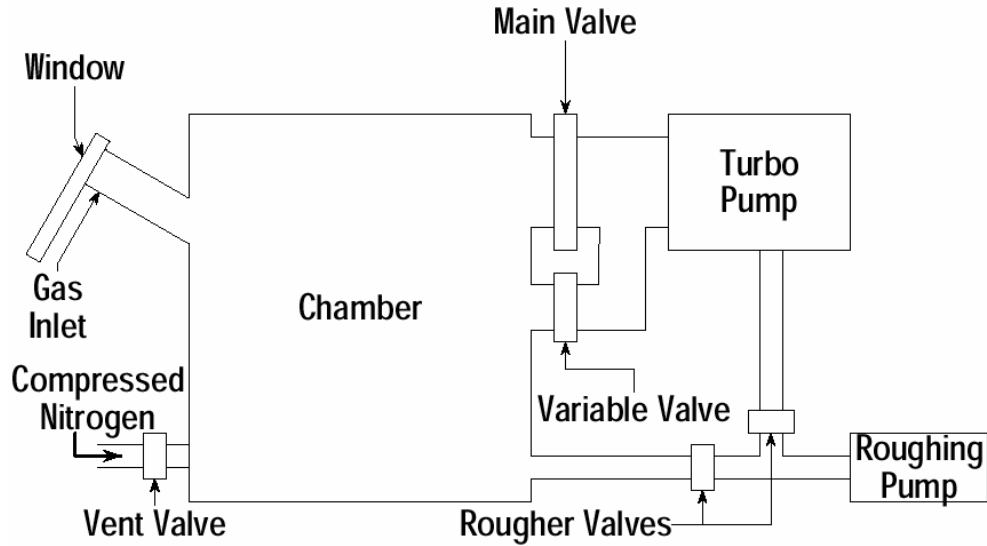 Main Valve
Window
Turbo
Pump
Gas
Inlet
Chamber
Compressed
Nitrogen
Variable Valve
Roughing
Pump
Vent Valve
Rougher Valves